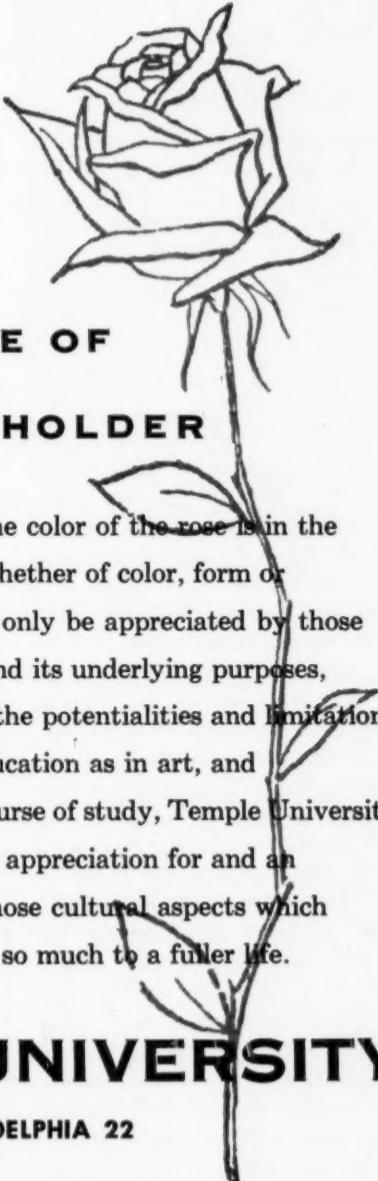 E OF
HOLDER
e color of the rose is in the
hether of color, form or
only be appreciated by those
nd its underlying purposes,
the potentialities and limitation
ucation as in art, and
urse of study, Temple Universit
appreciation for and an
ose cultural aspects which
so much to a fuller life.
UNIVERSITY
DELPHIA 22